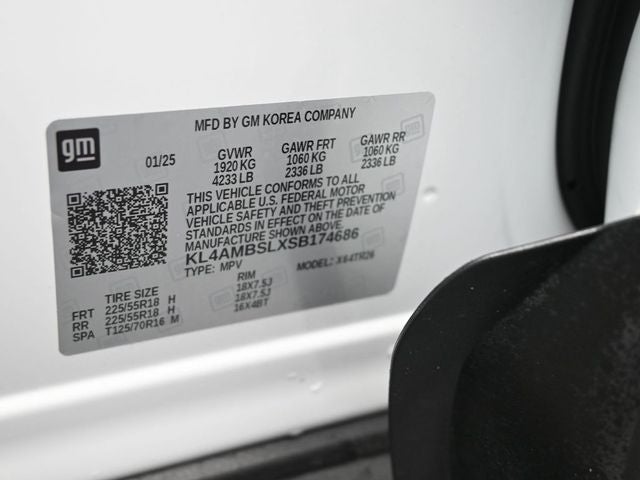 MFD BY GM KOREA COMPANY
gm
01/25
GVWR GAWR FRT GAWR RR
1920 KG 1060 KG 1060 KG
4233 LB 2336 LB 2336 LB
THIS VEHICLE CONFORMS TO ALL
APPLICABLE U.S. FEDERAL MOTOR
VEHICLE SAFETY AND THEFT PREVENTION
STANDARDS IN EFFECT ON THE DATE OF
MANUFACTURE SHOWN ABOVE.
KL4AMBSLXSB174686
TYPE: MPV MODEL:
TIRE SIZE RIM
FRT 225/55R18 H 18X7.5J
RR 225/55R18 H 18X7.5J
SPA T125/70R16 M 16X4BT